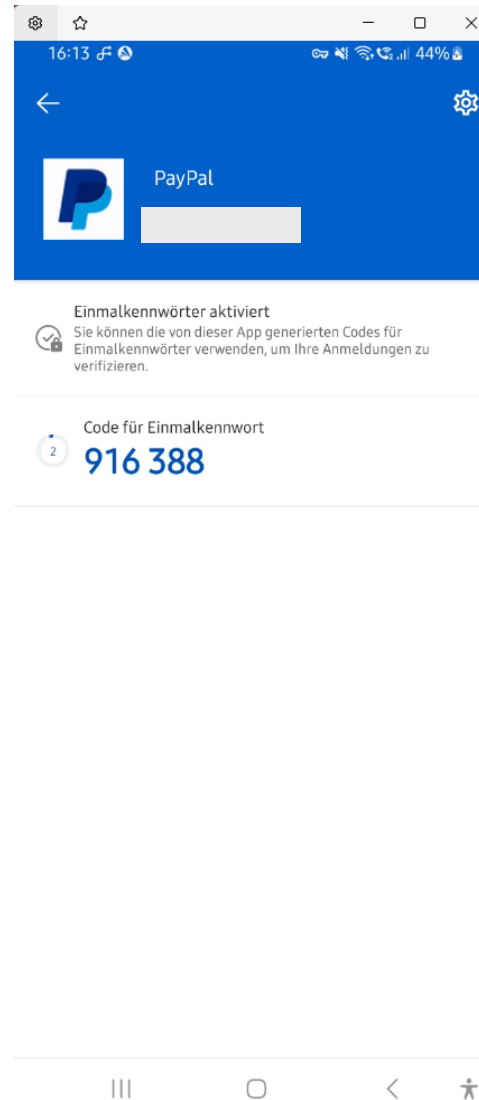 16:13
44%
PayPal
Einmalkennwörter aktiviert
Sie können die von dieser App generierten Codes für
Einmalkennwörter verwenden, um Ihre Anmeldungen zu
verifizieren.
Code für Einmalkennwort
2
916 388